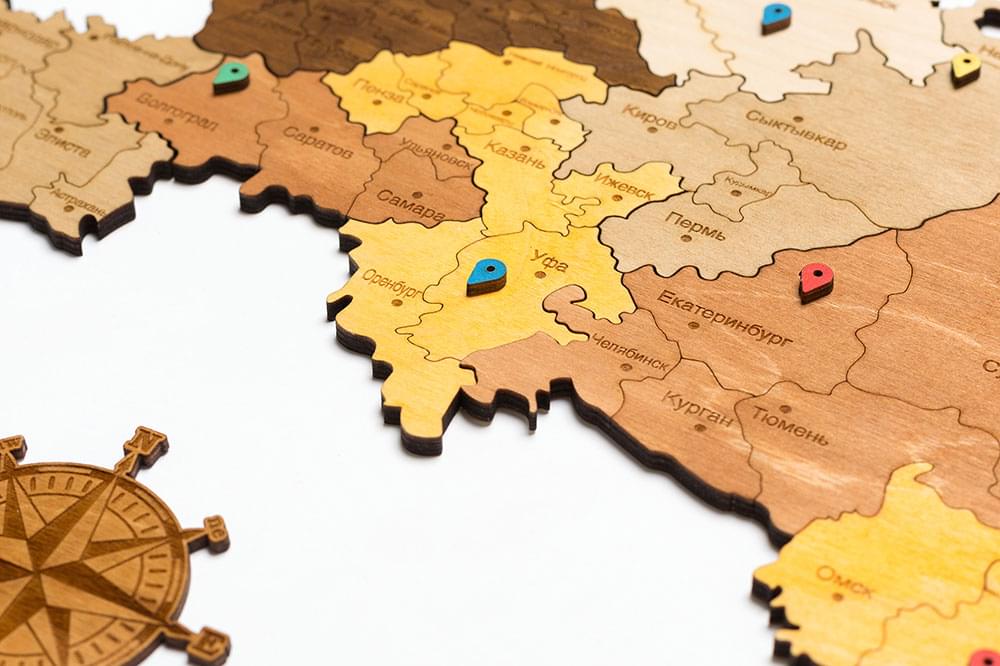 Волгоград
Элиста
Астрахань
Саратов
Пенза
Ульяновск
Самара
Казань
Ижевск
Киров
Сыктывкар
Кудымкар
Пермь
Оренбург
Уфа
Екатеринбург
Челябинск
Курган
Тюмень
Омск
N
E